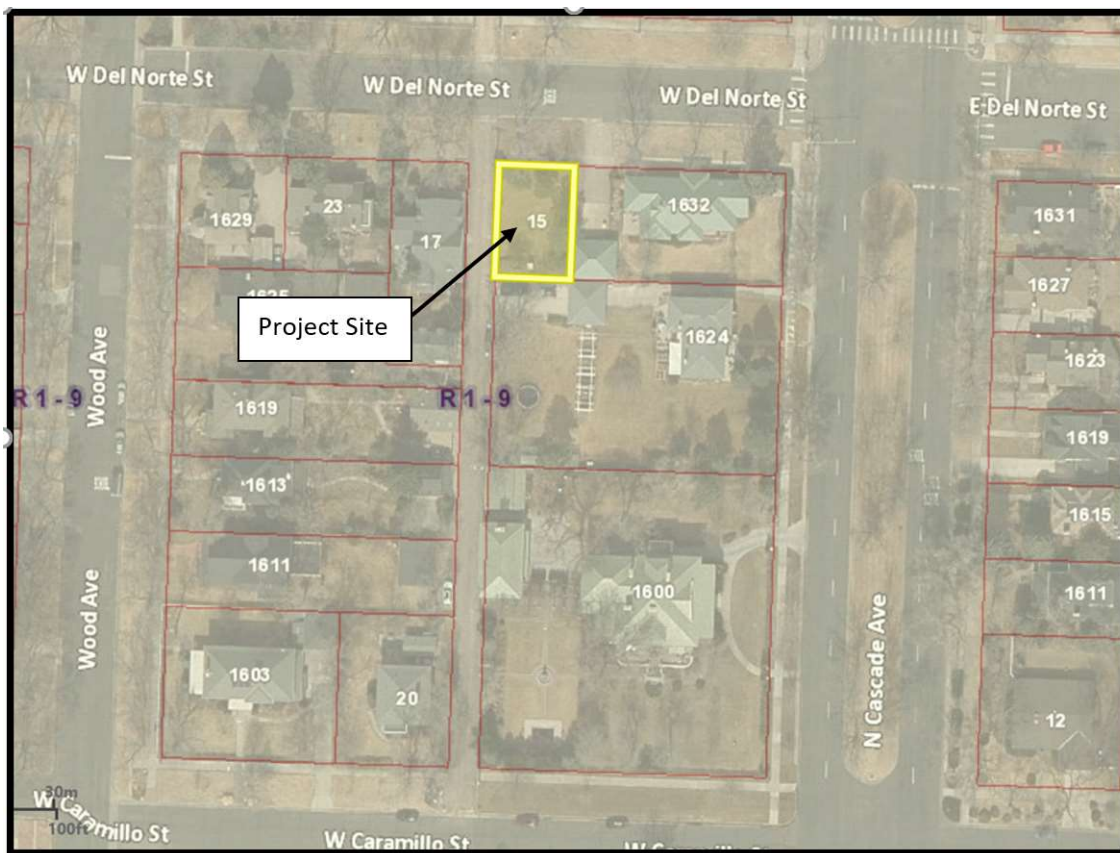 W Del Norte St
W Del Norte St
W Del Norte St
E Del Norte St
1629
23
17
15
1632
1631
1627
Project Site
1624
1623
Wood Ave
R 1 - 9
R 1 - 9
1619
1619
1613
1615
1611
1611
1600
Wood Ave
1603
20
N Cascade Ave
12
30m
100ft
W Caramillo St
W Caramillo St